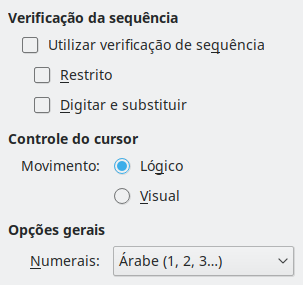 Verificação da sequência
Utilizar verificação de sequência
Restrito
Digitar e substituir
Controle do cursor
Movimento: Lógico
Visual
Opções gerais
Numerais: Árabe (1, 2, 3...)